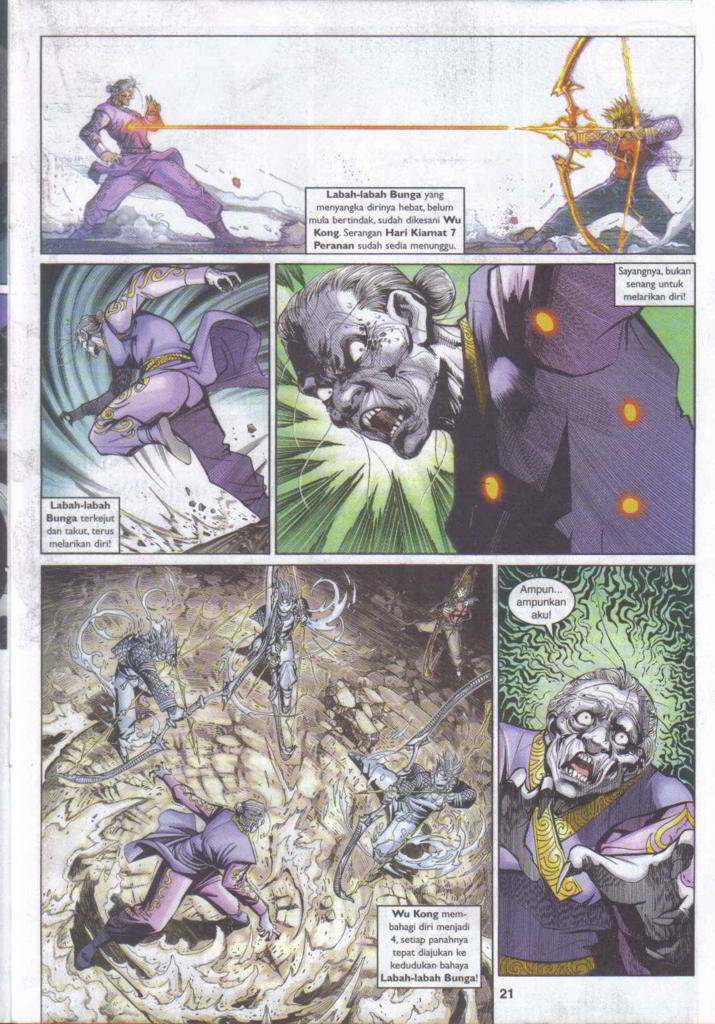 Labah-labah Bunga yang
menyangka dirinya hebat, belum
mula bertindak, sudah dikesani Wu
Kong. Serangan Hari Kiamat 7
Peranan sudah sedia menunggu.
Labah-labah
Bunga terkejut
dan takut, terus
melarikan diri!
Sayangnya, bukan
senang untuk
melarikan diri!
Wu Kong mem-
bahagi diri menjadi
4, setiap panahnya
tepat diajukan ke
kedudukan bahaya
Labah-labah Bunga!
Ampun...
ampunkan
aku!
21